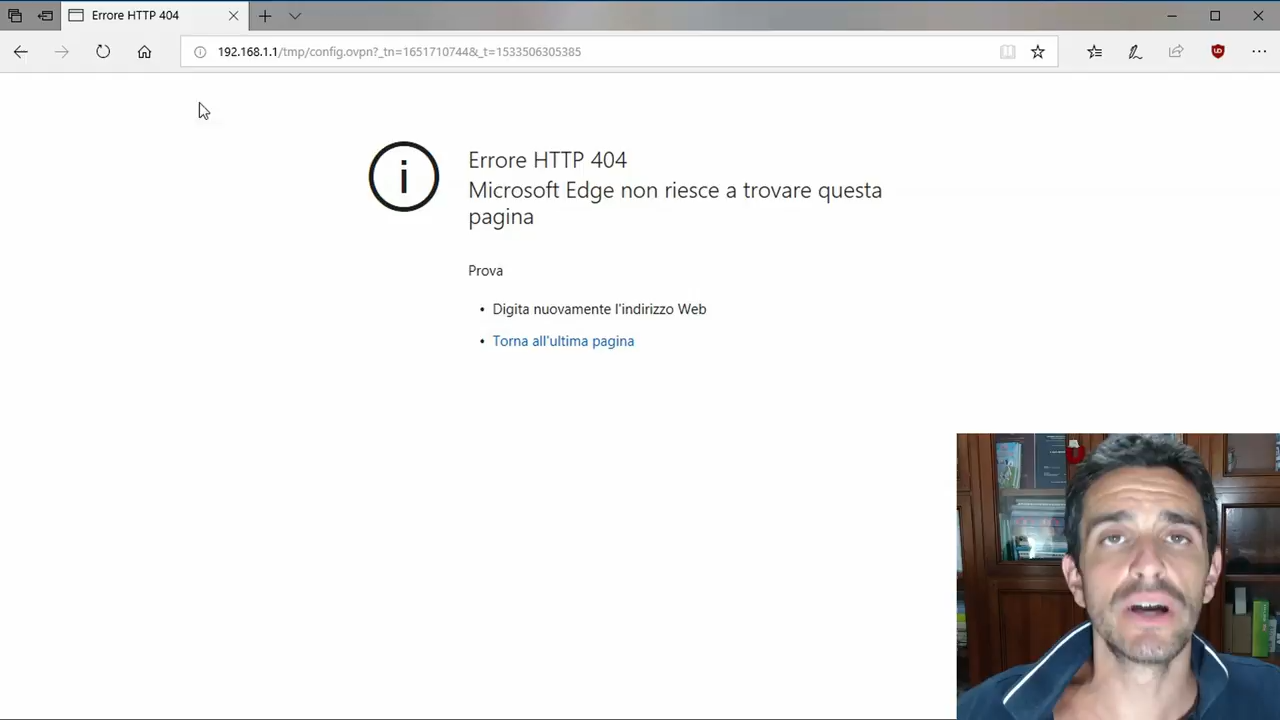 Errore HTTP 404
192.168.1.1/tmp/config.ovpn?_tn=1651710744&_t=1533506305385
Errore HTTP 404
Microsoft Edge non riesce a trovare questa
pagina
Prova
• Digita nuovamente l'indirizzo Web
• Torna all'ultima pagina